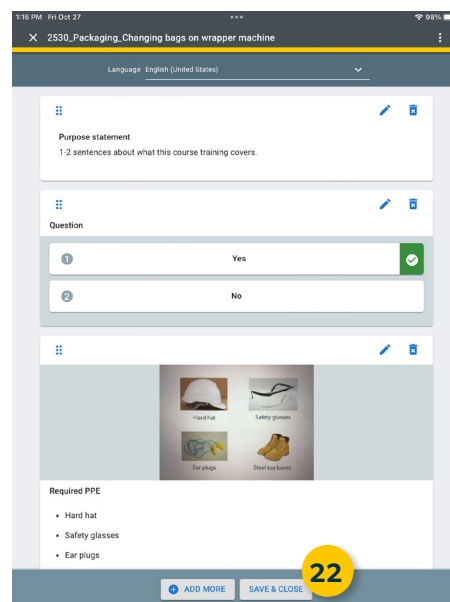 1:16 PM Fri Oct 27
98%
2530_Packaging_Changing bags on wrapper machine
Language English (United States)
Purpose statement
1-2 sentences about what this course training covers.
Question
1 Yes
2 No
Hard hat Safety glasses
Ear plugs Steel toe boots
Required PPE
• Hard hat
• Safety glasses
• Ear plugs
ADD MORE SAVE & CLOSE 22